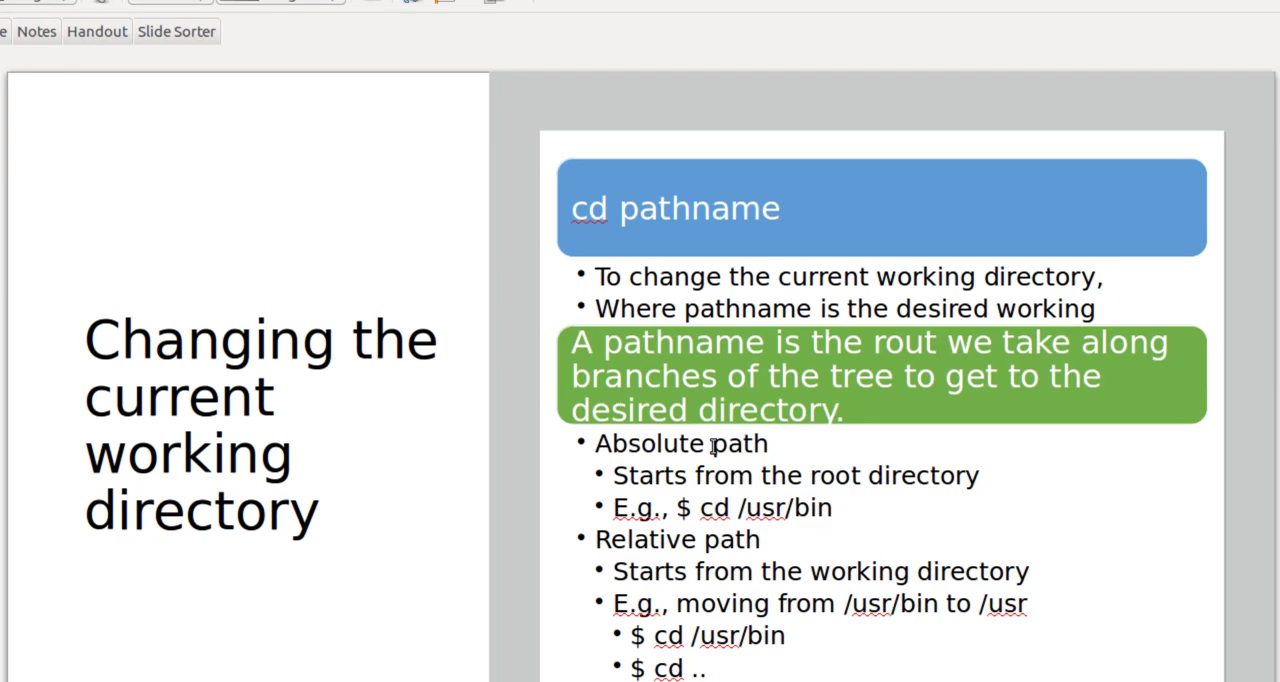 e Notes Handout Slide Sorter
Changing the
current
working
directory
cd pathname
• To change the current working directory,
• Where pathname is the desired working
A pathname is the rout we take along
branches of the tree to get to the
desired directory.
• Absolute path
• Starts from the root directory
• E.g., $ cd /usr/bin
• Relative path
• Starts from the working directory
• E.g., moving from /usr/bin to /usr
• $ cd /usr/bin
• $ cd ..